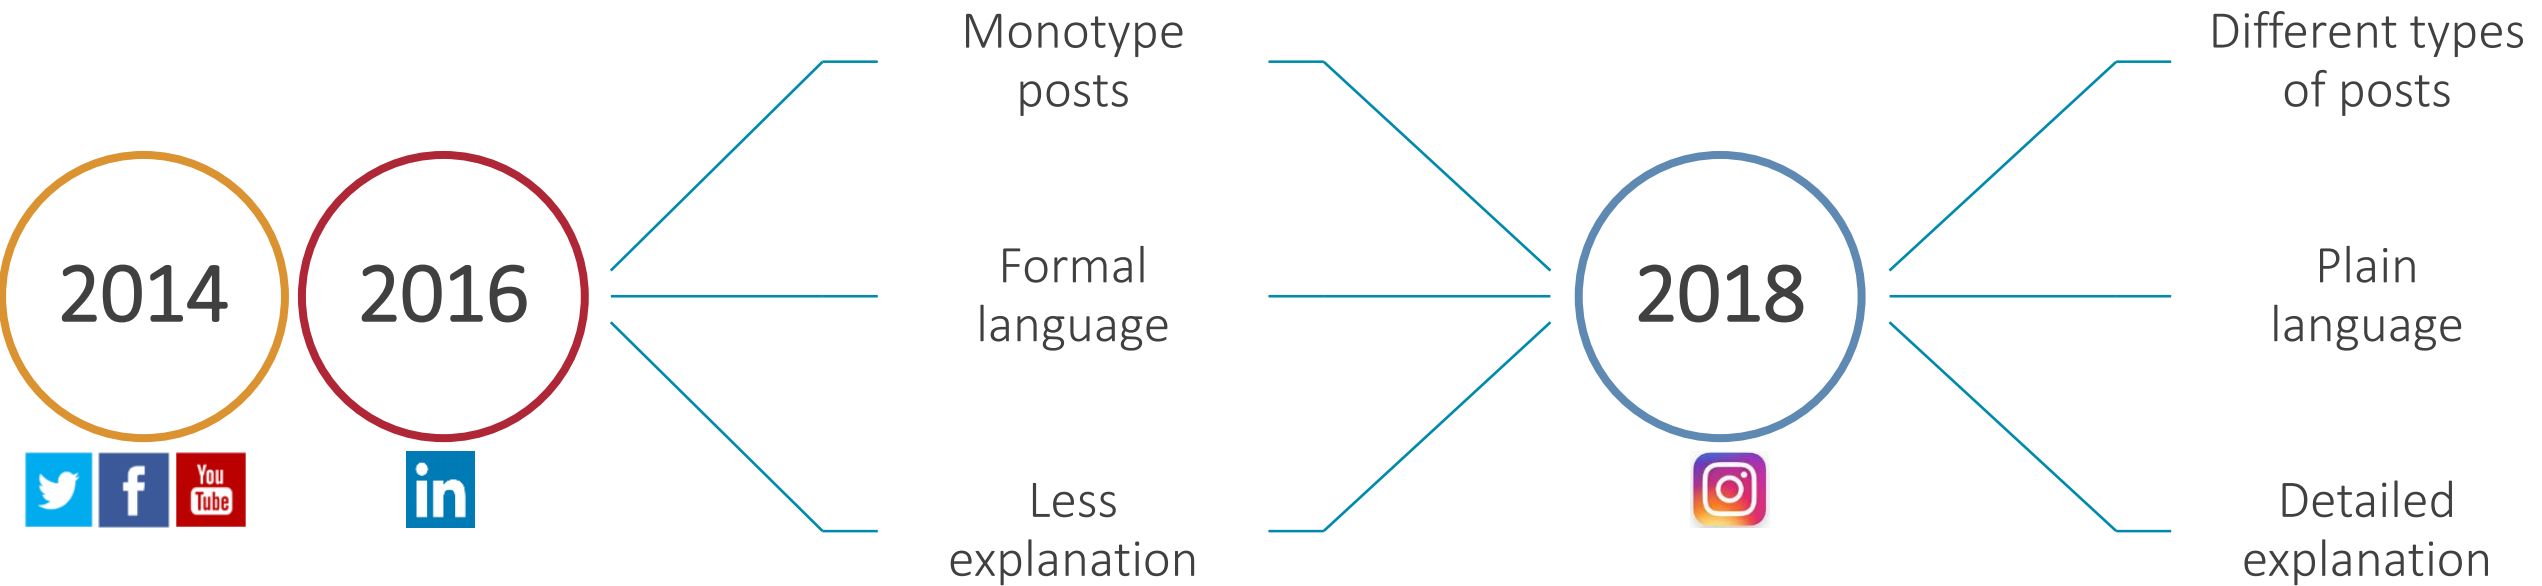 2014
You
Tube
2016
in
Monotype
posts
Formal
language
Less
explanation
2018
Different types
of posts
Plain
language
Detailed
explanation